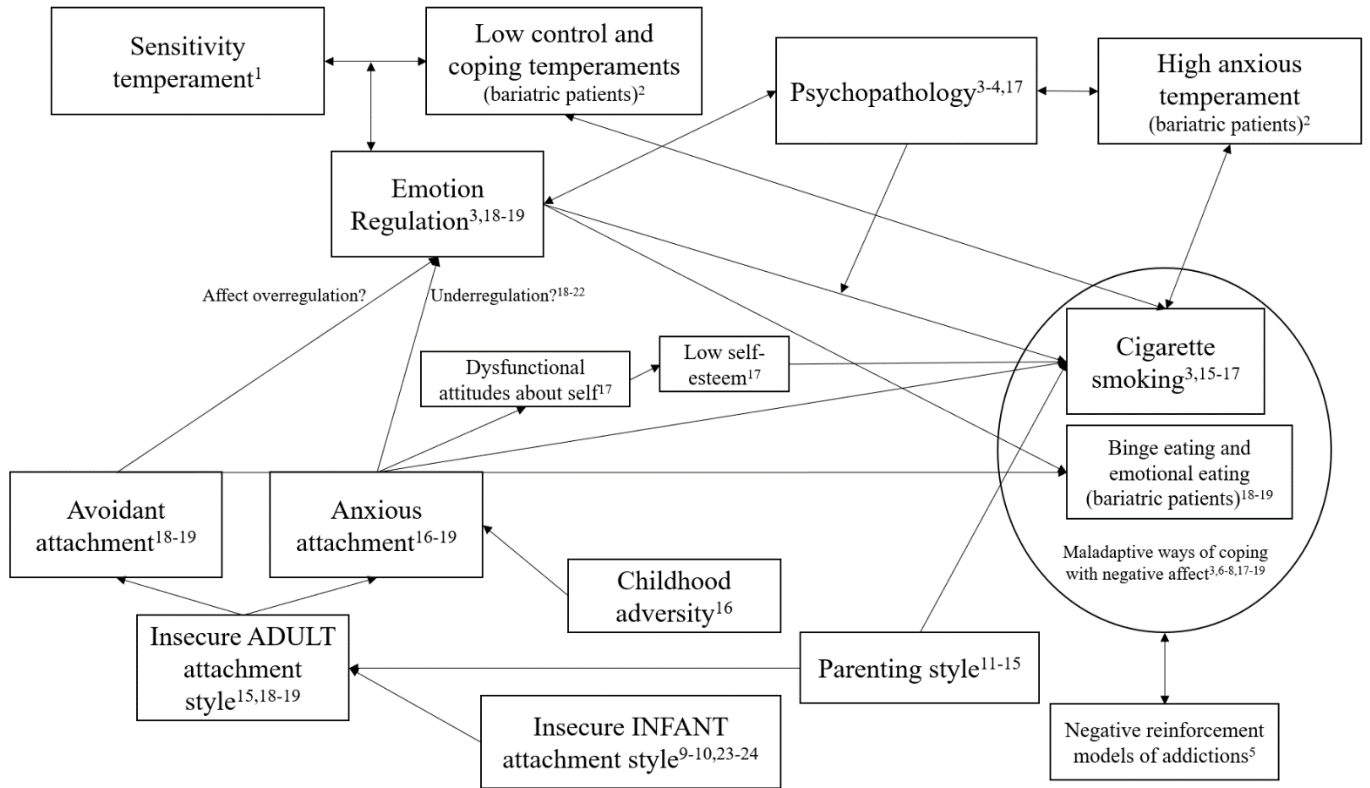 Sensitivity
temperament1
Low control and
coping temperaments
(bariatric patients)2
Psychopathology3-4,17
High anxious
temperament
(bariatric patients)2
Emotion
Regulation3,18-19
Affect overregulation?
Underregulation?18-22
Dysfunctional
attitudes about self17
Low self-
esteem17
Cigarette
smoking3,15-17
Binge eating and
emotional eating
(bariatric patients)18-19
Maladaptive ways of coping
with negative affect3,6-8,17-19
Avoidant
attachment18-19
Anxious
attachment16-19
Childhood
adversity16
Insecure ADULT
attachment
style15,18-19
Parenting style11-15
Insecure INFANT
attachment style9-10,23-24
Negative reinforcement
models of addictions5